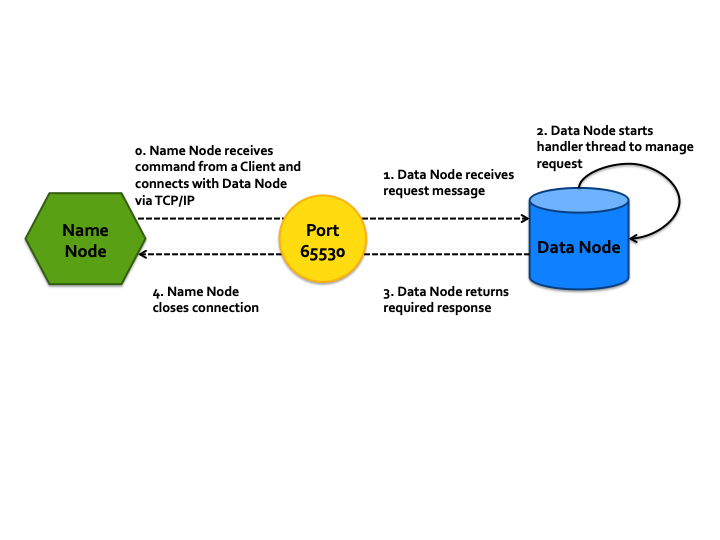 0. Name Node receives
command from a Client and
connects with Data Node
via TCP/IP
1. Data Node receives
request message
2. Data Node starts
handler thread to manage
request
Name
Node
Port
65530
Data Node
4. Name Node
closes connection
3. Data Node returns
required response